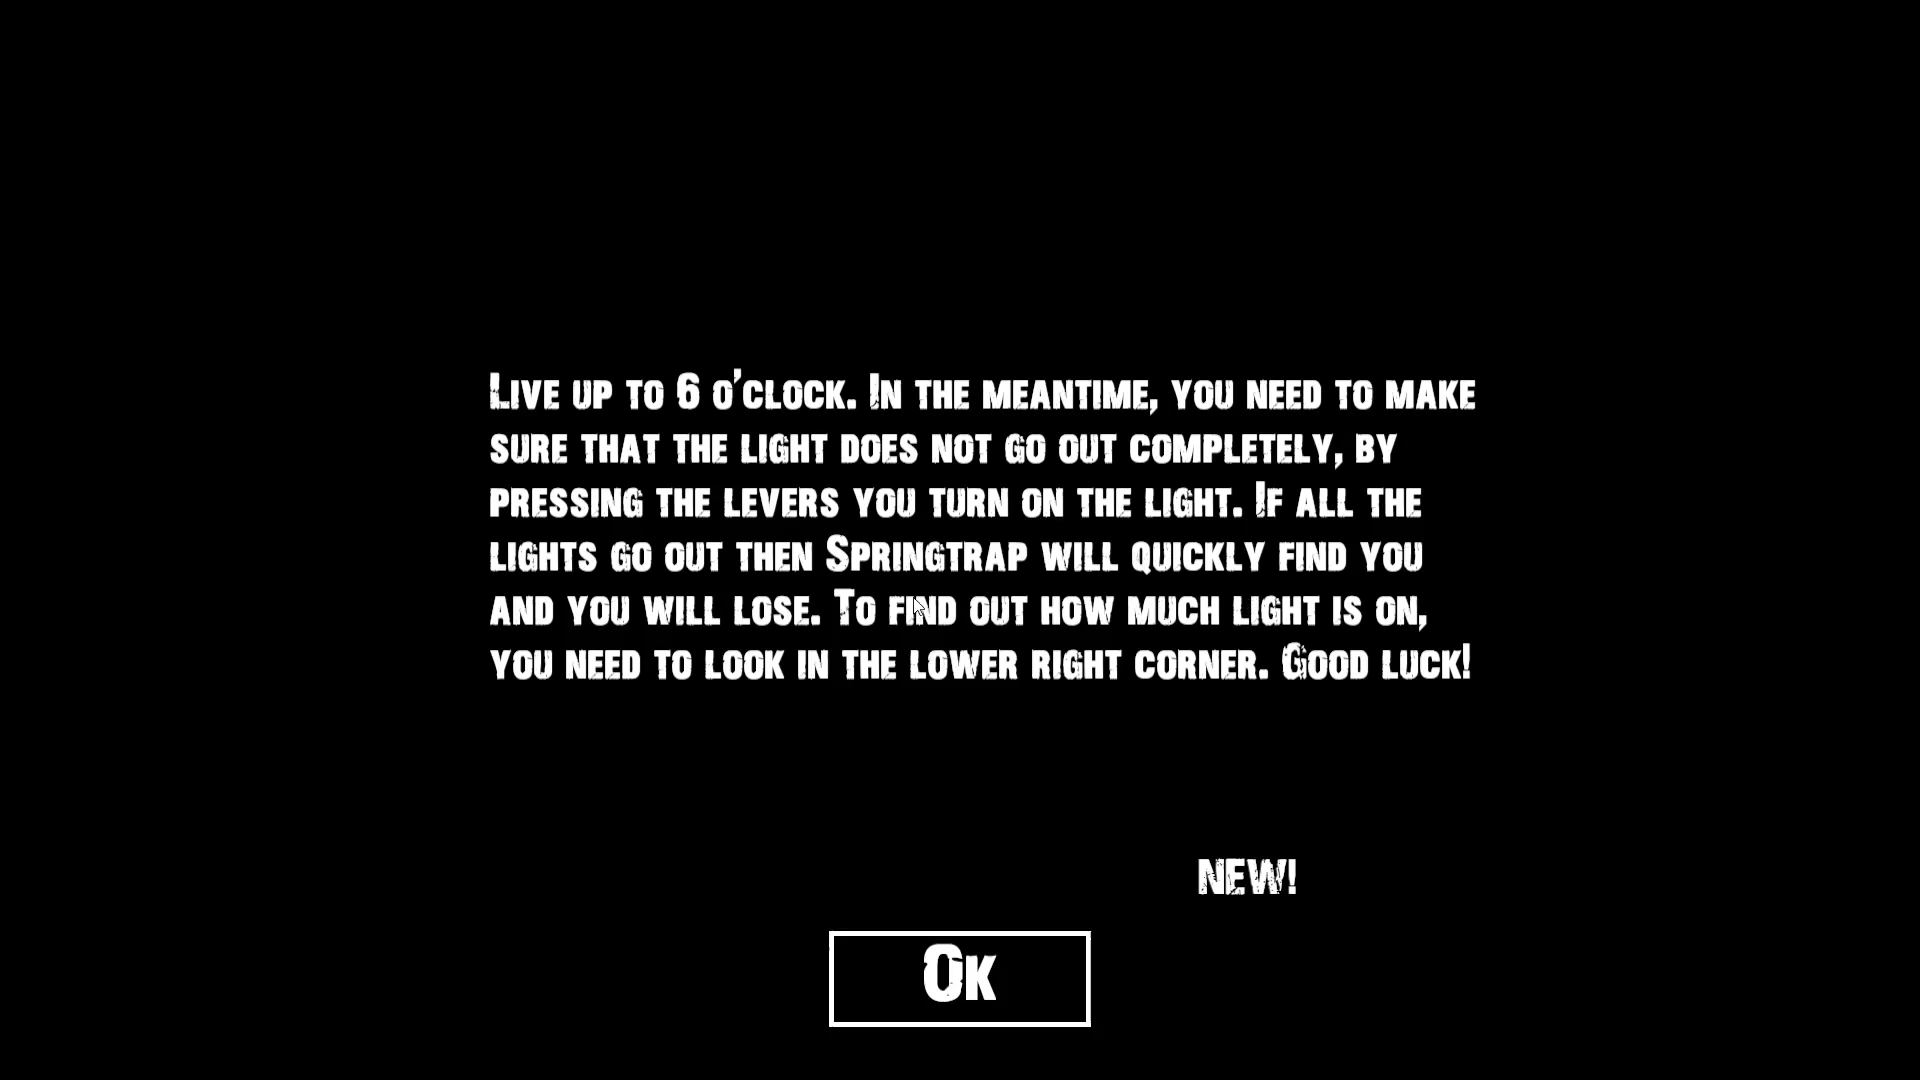 Live up to 6 o'clock. In the meantime, you need to make
sure that the light does not go out completely, by
pressing the levers you turn on the light. If all the
lights go out then Springtrap will quickly find you
and you will lose. To find out how much light is on,
you need to look in the lower right corner. Good luck!
NEW!
Ok